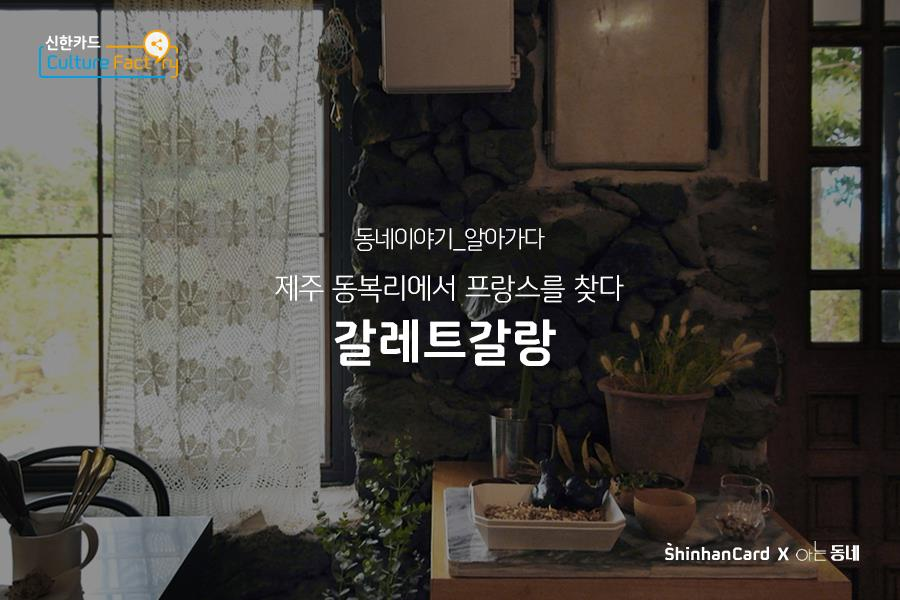 신한카드
Culture Factory
동네이야기_알아가다
제주 동복리에서 프랑스를 찾다
갈레트갈랑
ShinhanCard X 아는동네